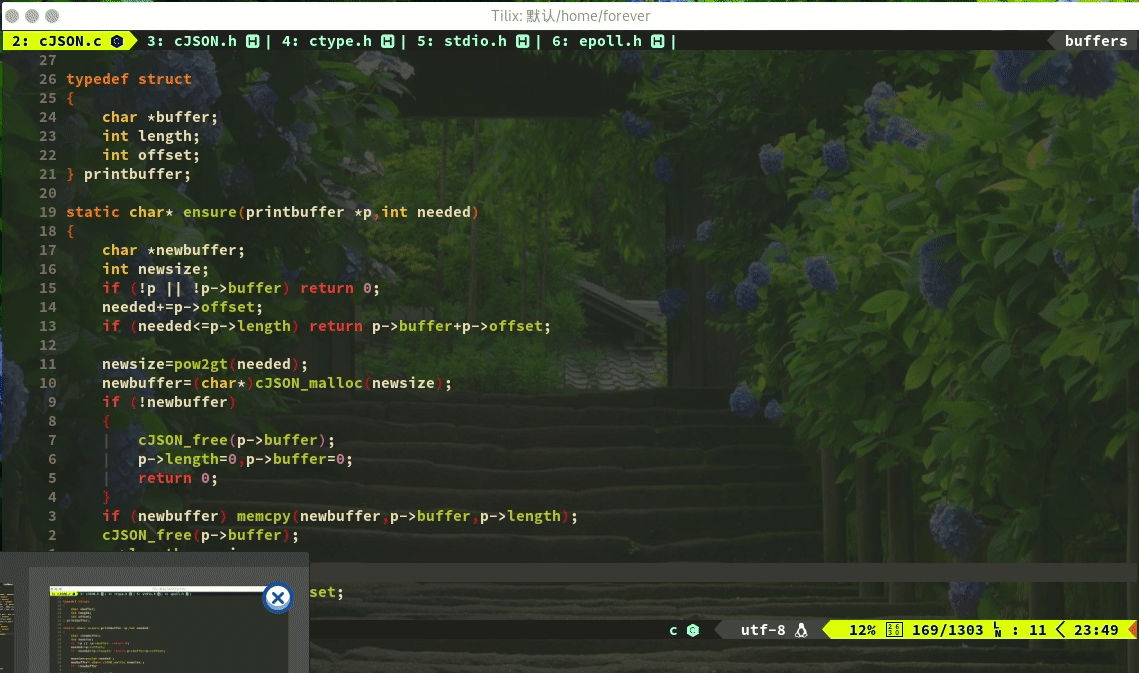 Tilix: 默认/home/forever
2: cJSON.c 3: cJSON.h H | 4: ctype.h H | 5: stdio.h H | 6: epoll.h H | buffers
27
26 typedef struct
25 {
24     char *buffer;
23     int length;
22     int offset;
21 } printbuffer;
20
19 static char* ensure(printbuffer *p,int needed)
18 {
17     char *newbuffer;
16     int newsize;
15     if (!p || !p->buffer) return 0;
14     needed+=p->offset;
13     if (needed<=p->length) return p->buffer+p->offset;
12
11     newsize=pow2gt(needed);
10     newbuffer=(char*)cJSON_malloc(newsize);
9     if (!newbuffer)
8     {
7     |   cJSON_free(p->buffer);
6     |   p->length=0,p->buffer=0;
5     |   return 0;
4     }
3     if (newbuffer) memcpy(newbuffer,p->buffer,p->length);
2     cJSON_free(p->buffer);
set;
c utf-8 12% 169/1303 LN : 11 23:49